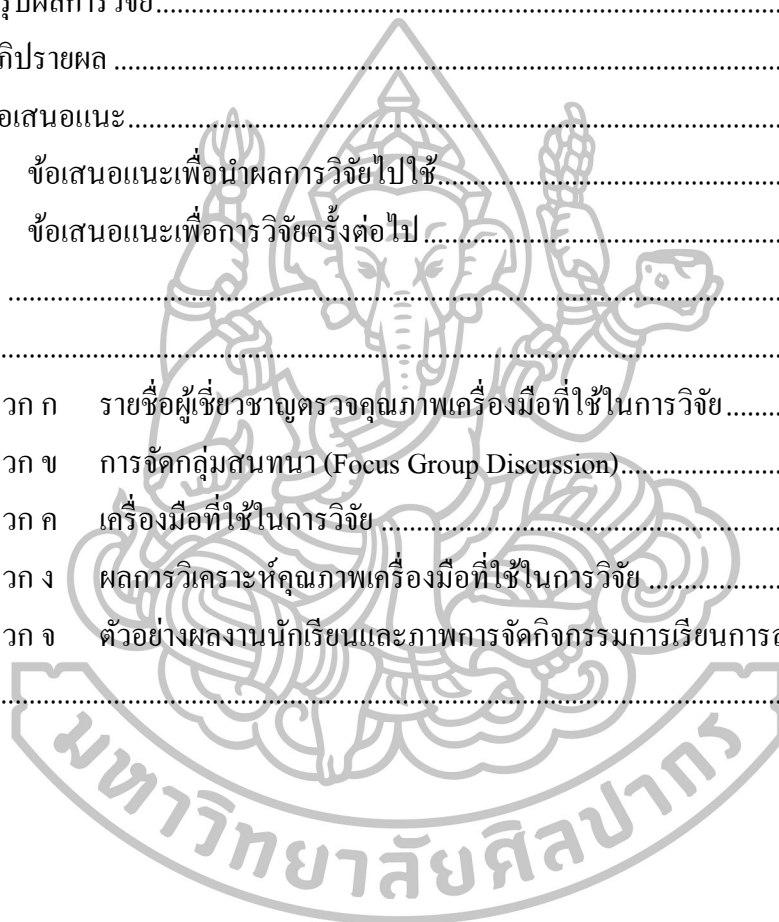 รุปผลการวิจัย........................................................................................................
ภิปรายผล ........................................................................................................
อเสนอแนะ........................................................................................................
ข้อเสนอแนะเพื่อนำผลการวิจัยไปใช้........................................................
ข้อเสนอแนะเพื่อการวิจัยครั้งต่อไป ........................................................
........................................................................................................
........................................................................................................
วก ก รายชื่อผู้เชี่ยวชาญตรวจคุณภาพเครื่องมือที่ใช้ในการวิจัย........
วก ข การจัดกลุ่มสนทนา (Focus Group Discussion)........................
วก ค เครื่องมือที่ใช้ในการวิจัย ........................................................
วก ง ผลการวิเคราะห์คุณภาพเครื่องมือที่ใช้ในการวิจัย ....................
วก จ ตัวอย่างผลงานนักเรียนและภาพการจัดกิจกรรมการเรียนการส
........................................................................................................
มหาวิทยาลัยศิลปากร